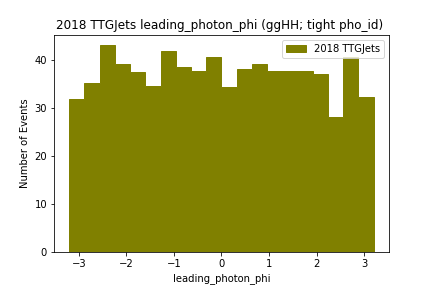 2018 TTGJets leading_photon_phi (ggHH; tight pho_id)
2018 TTGJets
Number of Events
40
30
20
10
0
−3 −2 −1 0 1 2 3
leading_photon_phi